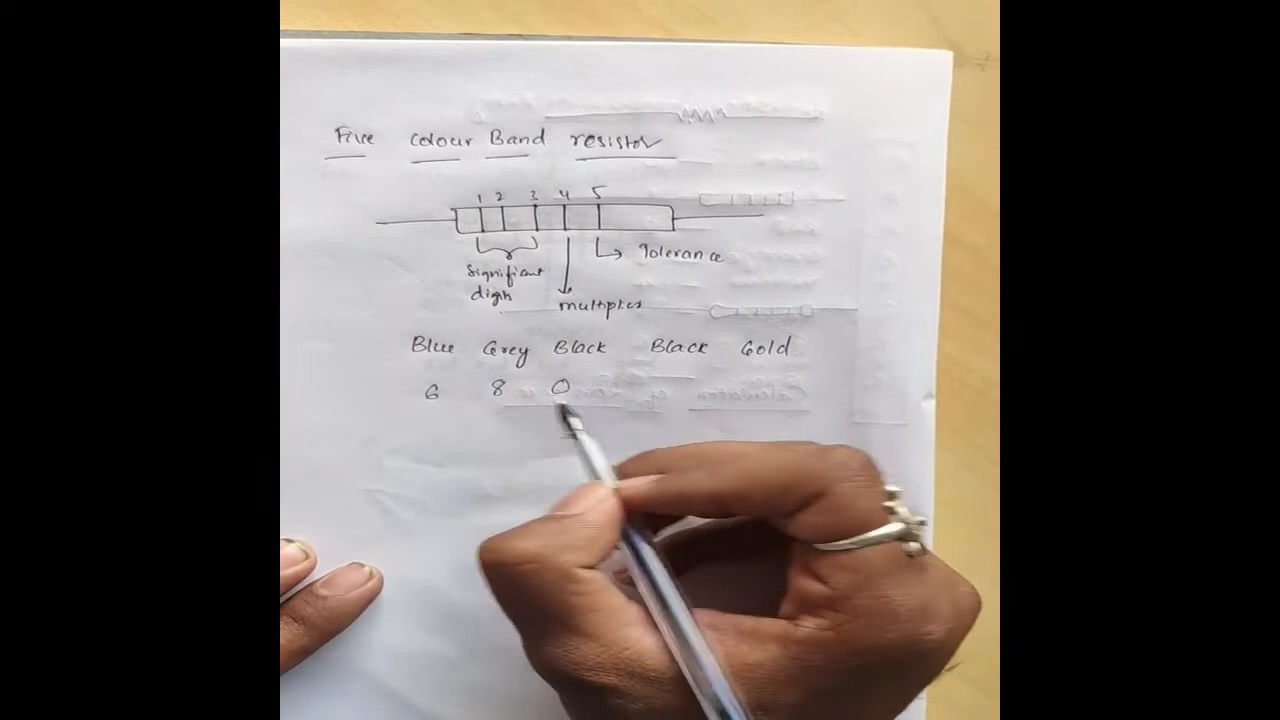 Five colour Band resistor
1 2 3 4 5
Tolerance
Significant
digits
multiplier
Blue Grey Black Black Gold
6 8 0